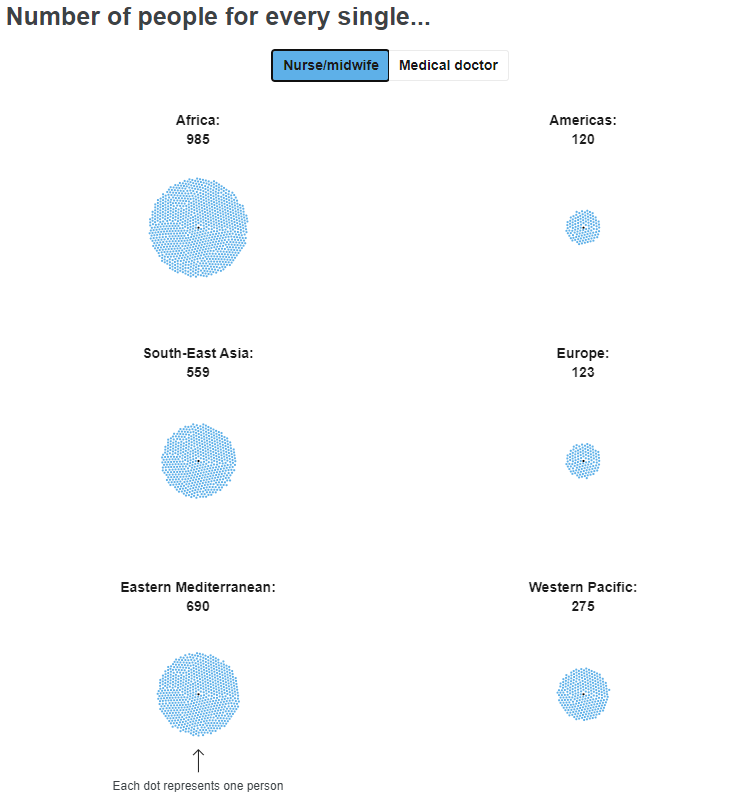 Number of people for every single...
Nurse/midwife Medical doctor
Africa:
985
Americas:
120
South-East Asia:
559
Europe:
123
Eastern Mediterranean:
690
Western Pacific:
275
Each dot represents one person